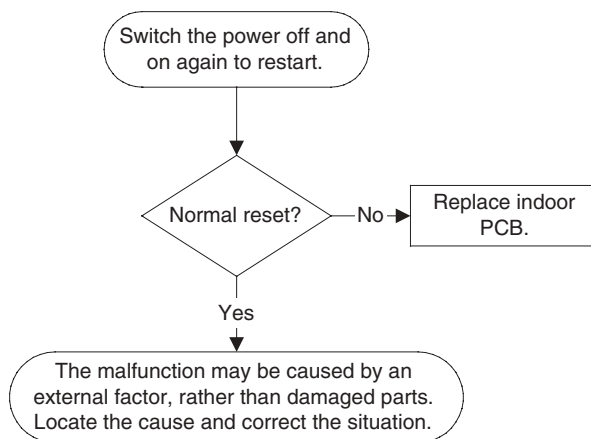 Switch the power off and
on again to restart.
Normal reset?
No
Replace indoor
PCB.
Yes
The malfunction may be caused by an
external factor, rather than damaged parts.
Locate the cause and correct the situation.